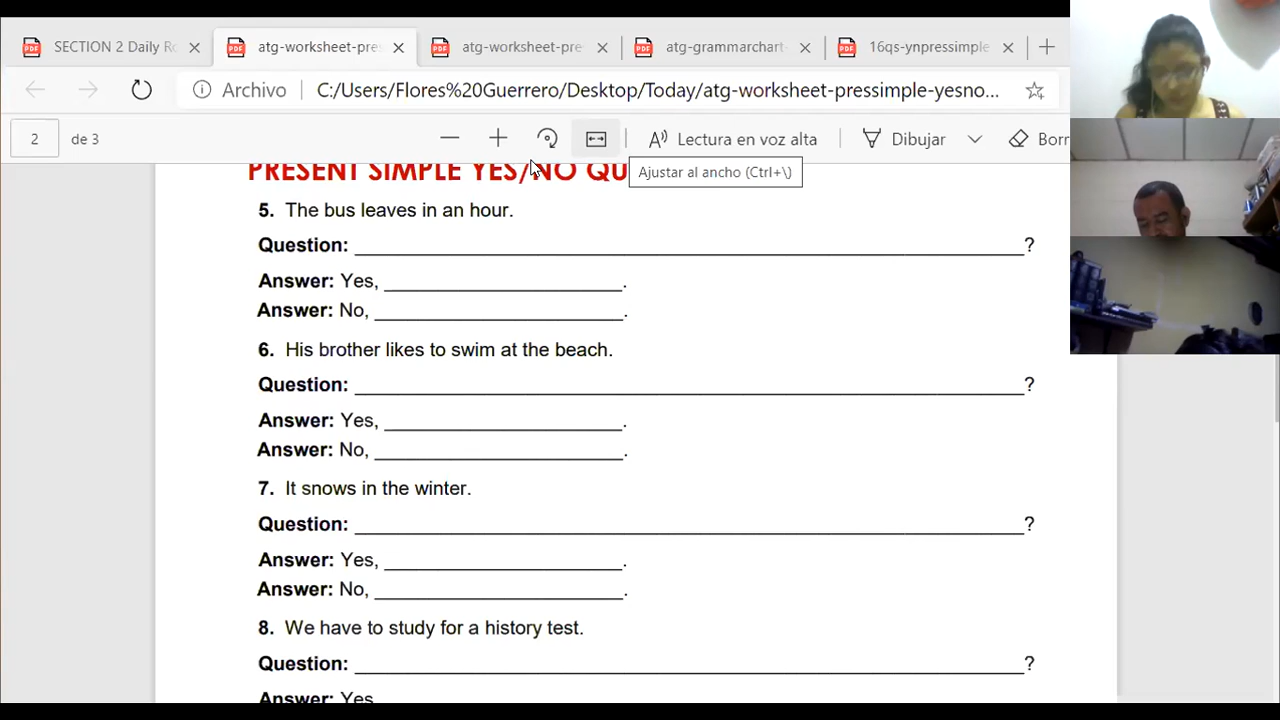 SECTION 2 Daily Ro
atg-worksheet-pres
atg-worksheet-pre
atg-grammarchart-
16qs-ynpressimple
Archivo C:/Users/Flores%20Guerrero/Desktop/Today/atg-worksheet-pressimple-yesno...
2 de 3 Lectura en voz alta Dibujar Borr
Ajustar al ancho (Ctrl+\)
PRESENT SIMPLE YES/NO QU
5. The bus leaves in an hour.
Question: ?
Answer: Yes, .
Answer: No, .
6. His brother likes to swim at the beach.
Question: ?
Answer: Yes, .
Answer: No, .
7. It snows in the winter.
Question: ?
Answer: Yes, .
Answer: No, .
8. We have to study for a history test.
Question: ?
Answer: Yes